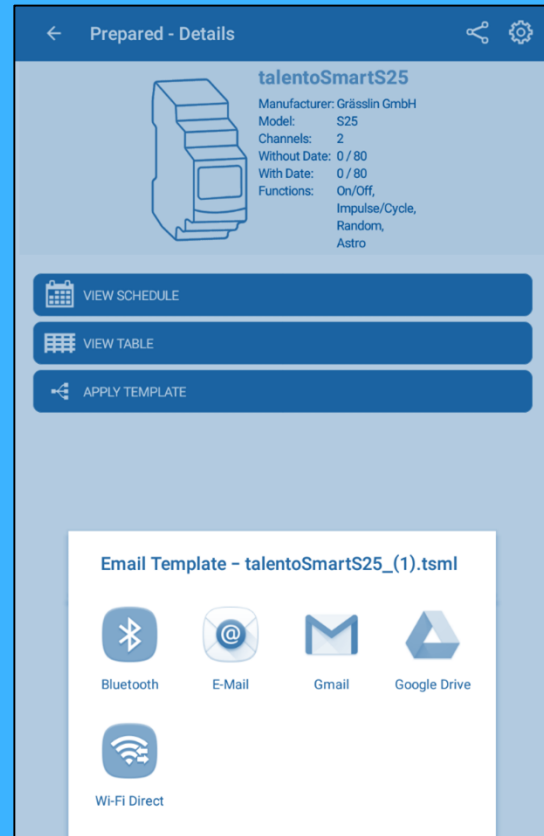 Prepared - Details
talentoSmartS25
Manufacturer: Grässlin GmbH
Model: S25
Channels: 2
Without Date: 0 / 80
With Date: 0 / 80
Functions: On/Off,
Impulse/Cycle,
Random,
Astro
VIEW SCHEDULE
VIEW TABLE
APPLY TEMPLATE
Email Template – talentoSmartS25_(1).tsml
Bluetooth E-Mail Gmail Google Drive
Wi-Fi Direct